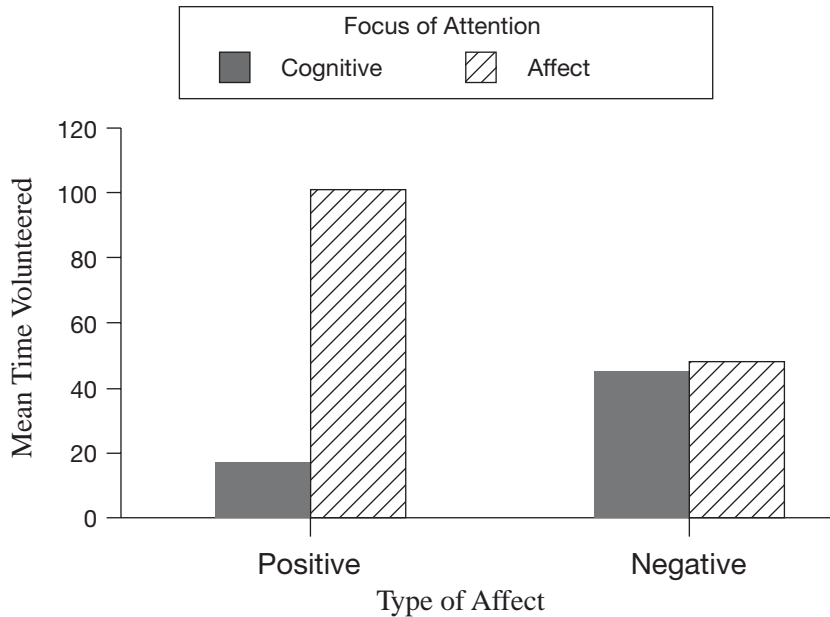 Focus of Attention
Cognitive Affect
120
100
80
60
40
20
0
Mean Time Volunteered
Positive Negative
Type of Affect